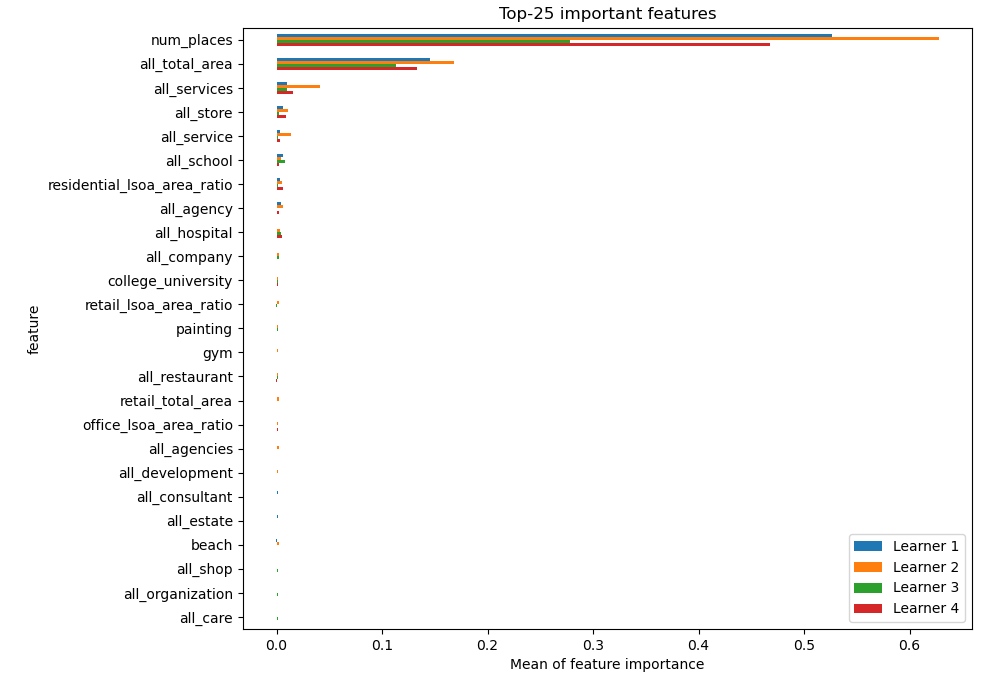 Top-25 important features
num_places
all_total_area
all_services
all_store
all_service
all_school
residential_lsoa_area_ratio
all_agency
all_hospital
all_company
college_university
retail_lsoa_area_ratio
painting
gym
all_restaurant
retail_total_area
office_lsoa_area_ratio
all_agencies
all_development
all_consultant
all_estate
beach
all_shop
all_organization
all_care
feature
Learner 1
Learner 2
Learner 3
Learner 4
0.0 0.1 0.2 0.3 0.4 0.5 0.6
Mean of feature importance